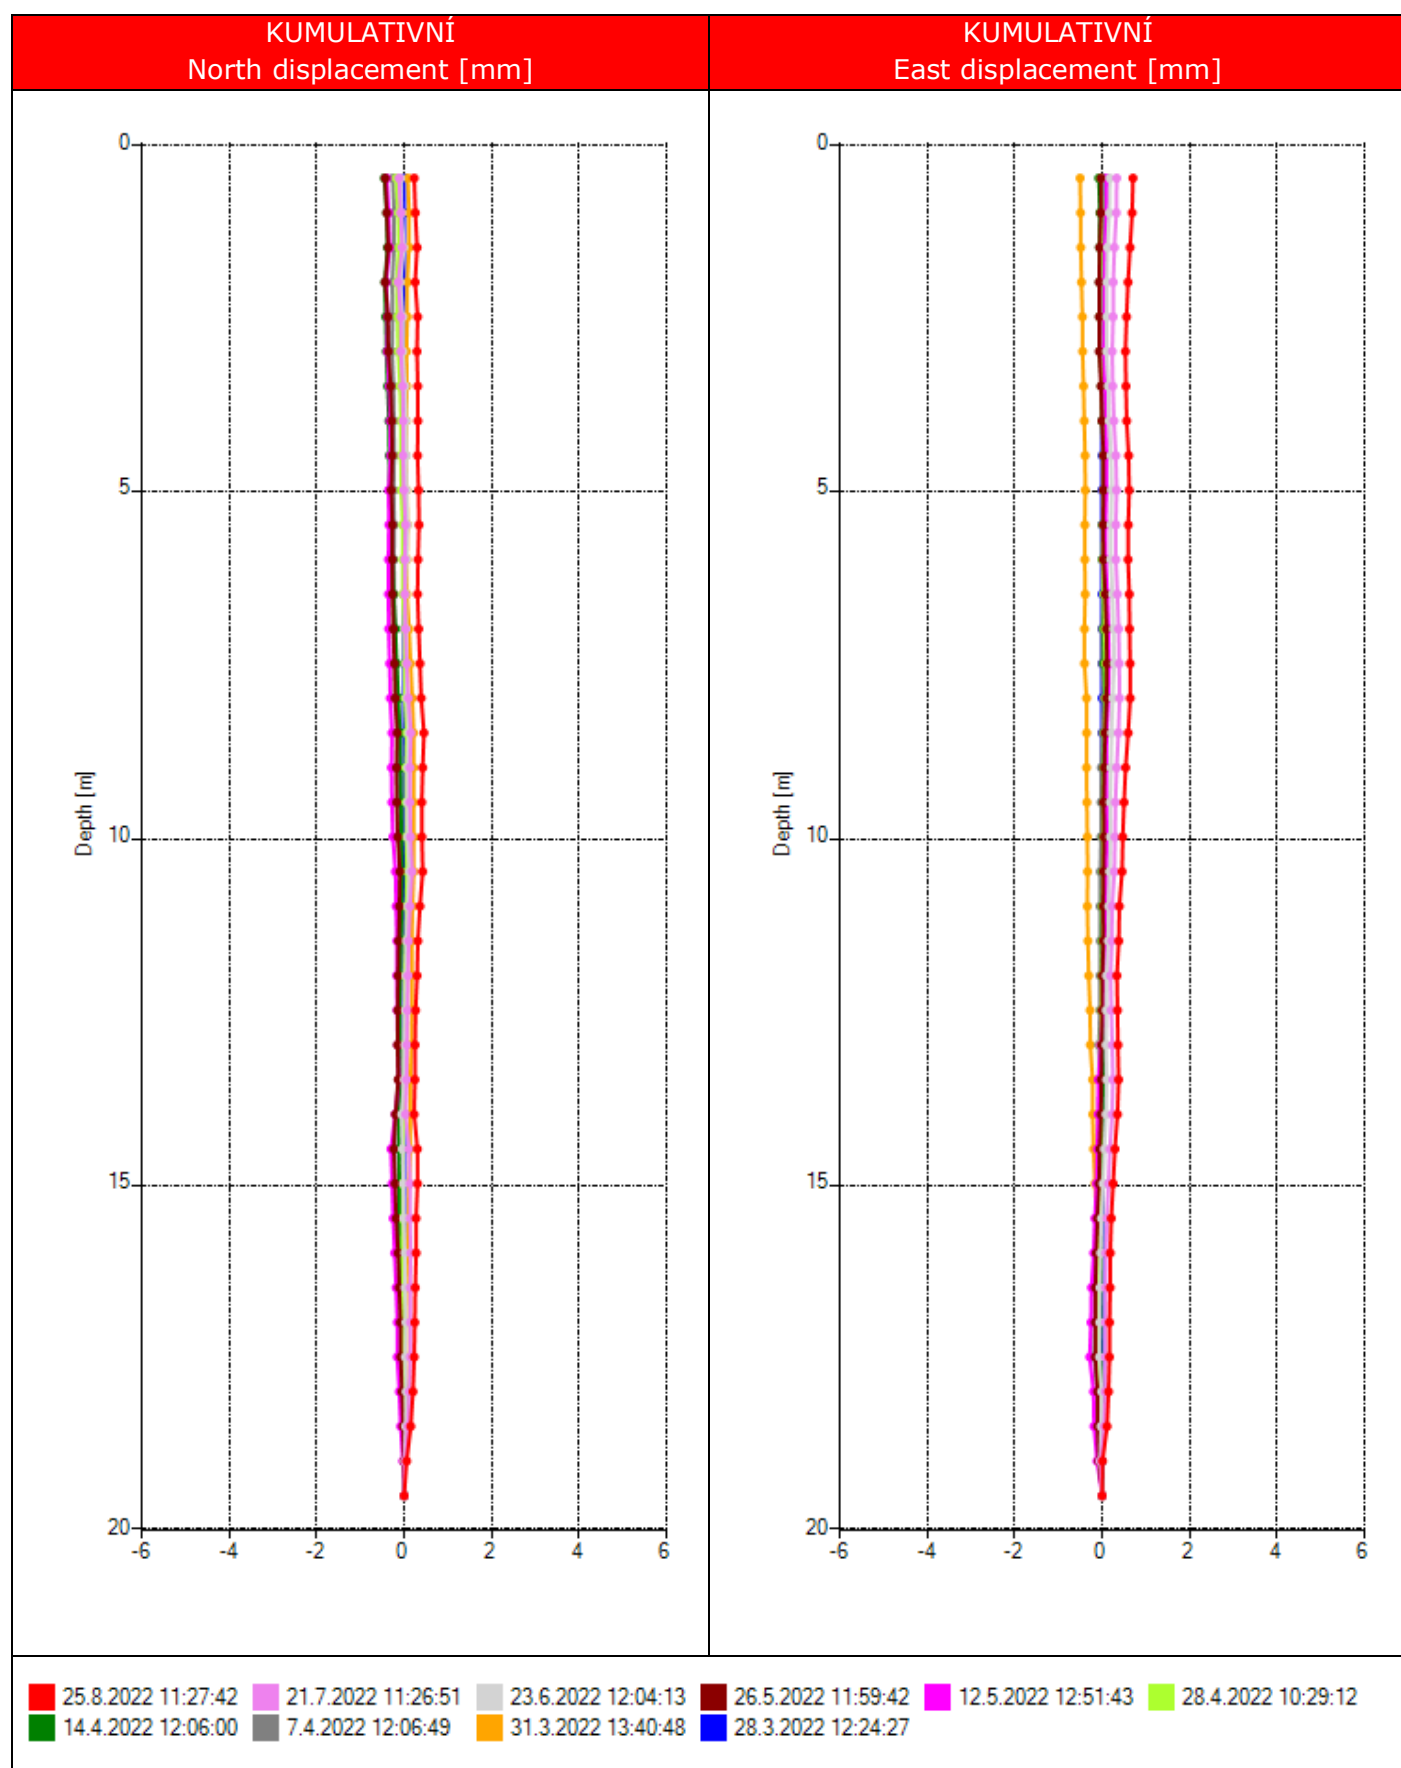 KUMULATIVNÍ
North displacement [mm]
KUMULATIVNÍ
East displacement [mm]
0
5
10
15
20
Depth [m]
-6 -4 -2 0 2 4 6
0
5
10
15
20
Depth [m]
-6 -4 -2 0 2 4 6
25.8.2022 11:27:42 21.7.2022 11:26:51 23.6.2022 12:04:13 26.5.2022 11:59:42 12.5.2022 12:51:43 28.4.2022 10:29:12
14.4.2022 12:06:00 7.4.2022 12:06:49 31.3.2022 13:40:48 28.3.2022 12:24:27